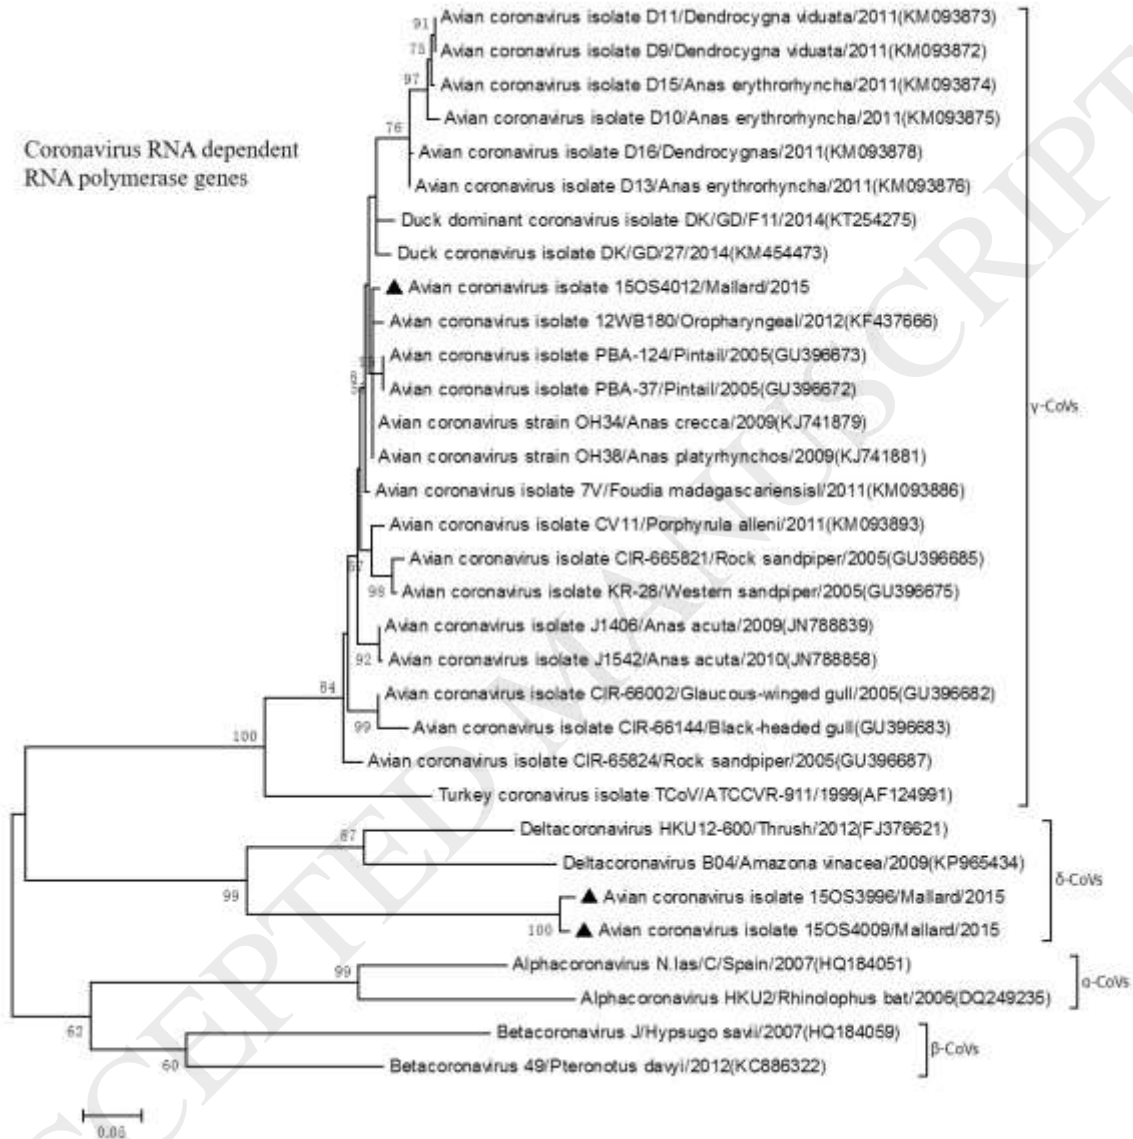 91
Avian coronavirus isolate D11/Dendrocygna viduata/2011(KM093873)
75
Avian coronavirus isolate D9/Dendrocygna viduata/2011(KM093872)
97
Avian coronavirus isolate D15/Anas erythrorhyncha/2011(KM093874)
Avian coronavirus isolate D10/Anas erythrorhyncha/2011(KM093875)
76
Coronavirus RNA dependent
RNA polymerase genes
Avian coronavirus isolate D16/Dendrocygnas/2011(KM093878)
Avian coronavirus isolate D13/Anas erythrorhyncha/2011(KM093876)
Duck dominant coronavirus isolate DK/GD/F11/2014(KT254275)
Duck coronavirus isolate DK/GD/27/2014(KM454473)
▲ Avian coronavirus isolate 15OS4012/Mallard/2015
Avian coronavirus isolate 12WB180/Oropharyngeal/2012(KF437666)
Avian coronavirus isolate PBA-124/Pintail/2005(GU396673)
Avian coronavirus isolate PBA-37/Pintail/2005(GU396672)
γ-CoVs
Avian coronavirus strain OH34/Anas crecca/2009(KJ741879)
Avian coronavirus strain OH38/Anas platyrhynchos/2009(KJ741881)
Avian coronavirus isolate 7V/Foudia madagascariensisl/2011(KM093886)
Avian coronavirus isolate CV11/Porphyrula alleni/2011(KM093893)
Avian coronavirus isolate CIR-665821/Rock sandpiper/2005(GU396685)
98
Avian coronavirus isolate KR-28/Western sandpiper/2005(GU396675)
Avian coronavirus isolate J1406/Anas acuta/2009(JN788839)
92
Avian coronavirus isolate J1542/Anas acuta/2010(JN788858)
84
Avian coronavirus isolate CIR-66002/Glaucous-winged gull/2005(GU396682)
99
Avian coronavirus isolate CIR-66144/Black-headed gull(GU396683)
100
Avian coronavirus isolate CIR-65824/Rock sandpiper/2005(GU396687)
Turkey coronavirus isolate TCoV/ATCCVR-911/1999(AF124991)
87
Deltacoronavirus HKU12-600/Thrush/2012(FJ376621)
Deltacoronavirus B04/Amazona vinacea/2009(KP965434)
δ-CoVs
99
▲ Avian coronavirus isolate 15OS3996/Mallard/2015
100
▲ Avian coronavirus isolate 15OS4009/Mallard/2015
99
Alphacoronavirus N.las/C/Spain/2007(HQ184051)
α-CoVs
Alphacoronavirus HKU2/Rhinolophus bat/2006(DQ249235)
62
Betacoronavirus J/Hypsugo savii/2007(HQ184059)
β-CoVs
60
Betacoronavirus 49/Pteronotus davyi/2012(KC886322)
0.06
ACCEPTED MANUSCRIPT